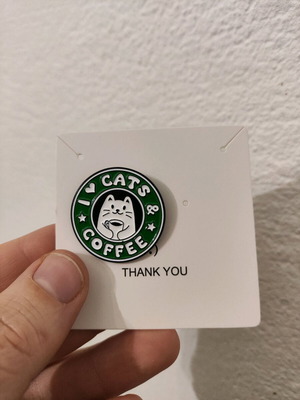 I ♥ CATS &
COFFEE
:)
THANK YOU